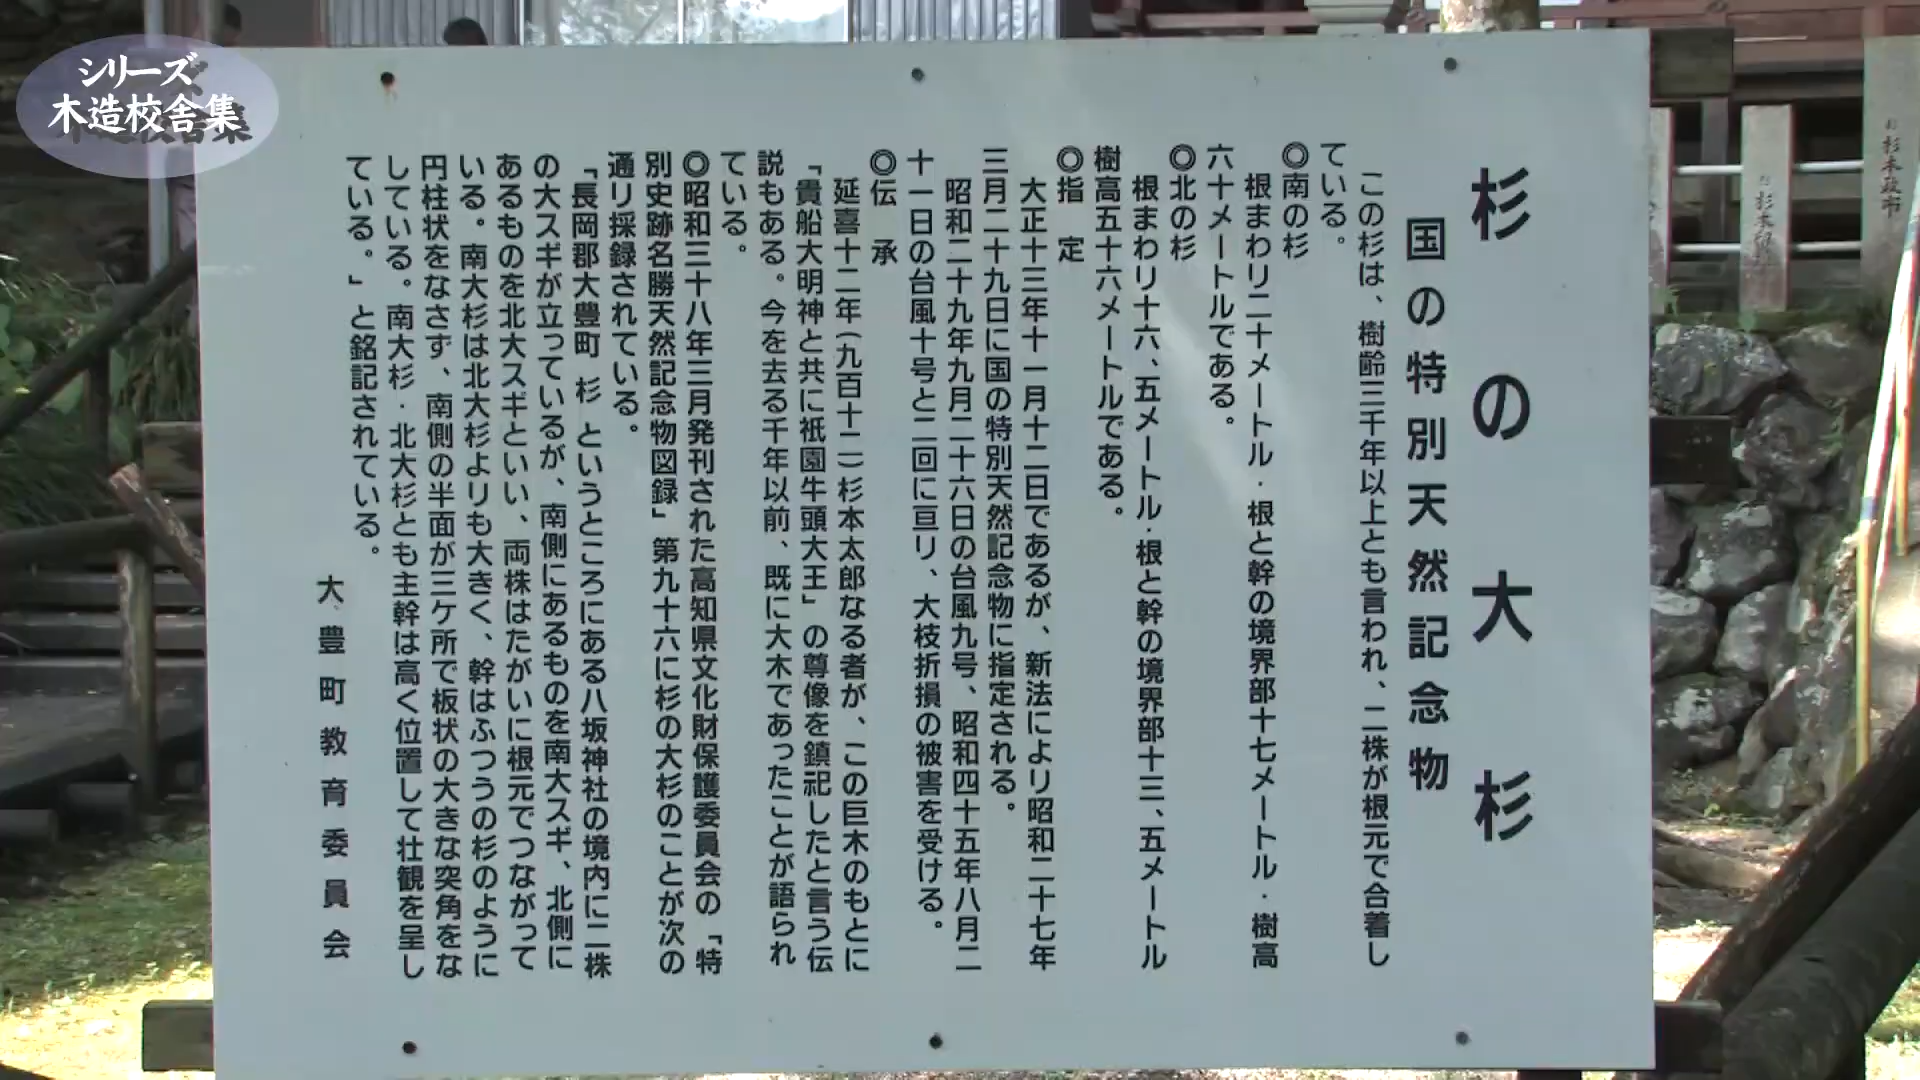 シリーズ
木造校舎集
杉の大杉
国の特別天然記念物
この杉は、樹齢三千年以上とも言われ、二株が根元で合着し
ている。
◎南の杉
根まわり二十メートル・根と幹の境界部十七メートル・樹高
六十メートルである。
◎北の杉
根まわり十六、五メートル・根と幹の境界部十三、五メートル
樹高五十六メートルである。
◎指定
大正十三年十一月十二日であるが、新法により昭和二十七年
三月二十九日に国の特別天然記念物に指定される。
昭和二十九年九月二十六日の台風九号、昭和四十五年八月二
十一日の台風十号と二回に亘り、大枝折損の被害を受ける。
◎伝承
延喜十二年(九百十二)杉本太郎なる者が、この巨木のもとに
「貴船大明神と共に祇園牛頭大王」の尊像を鎮祀したと言う伝
説もある。今を去る千年以前、既に大木であったことが語られ
ている。
◎昭和三十八年三月発刊された高知県文化財保護委員会の「特
別史跡名勝天然記念物図録」第九十六に杉の大杉のことが次の
通り採録されている。
「長岡郡大豊町 杉 というところにある八坂神社の境内に二株
の大スギが立っているが、南側にあるものを南大スギ、北側に
あるものを北大スギといい、両株はたがいに根元でつながって
いる。南大杉は北大杉よりも大きく、幹はふつうの杉のように
円柱状をなさず、南側の半面が三ケ所で板状の大きな突角をな
している。南大杉・北大杉とも主幹は高く位置して壮観を呈し
ている。」と銘記されている。
大豊町教育委員会
杉本政市